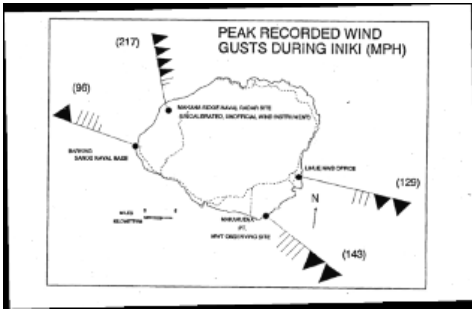 PEAK RECORDED WIND
GUSTS DURING INIKI (MPH)
(217)
(96)
MAKAHA RIDGE NAVAL RADAR SITE
(UNCALIBRATED, UNOFFICIAL WIND INSTRUMENT)
BARKING
SANDS NAVAL BASE
LIHUE NWS OFFICE
(129)
N
MILES
KILOMETERS
MAKAHUENA
PT.
OBSERVING SITE
(143)